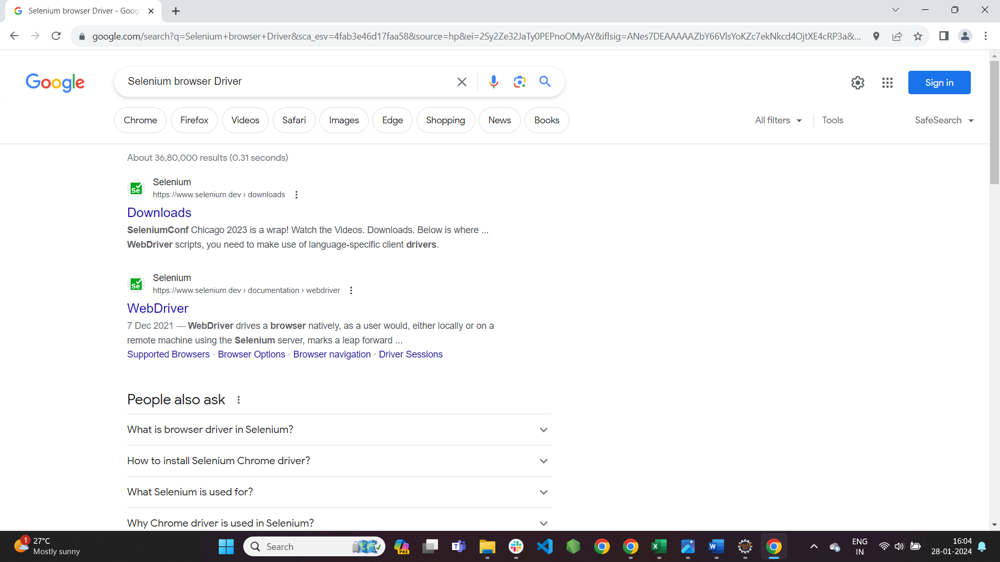 Selenium browser Driver - Goog
google.com/search?q=Selenium+browser+Driver&sca_esv=4fab3e46d17faa58&source=hp&ei=2Sy2Ze32JaTy0PEPnoOMyAY&iflsig=ANes7DEAAAAAZbY66VlsYoKZc7ekNkcd4OjtXE4cRP3a&...
Google
Selenium browser Driver
Sign in
Chrome Firefox Videos Safari Images Edge Shopping News Books All filters Tools SafeSearch
About 36,80,000 results (0.31 seconds)
Selenium
https://www.selenium.dev › downloads
Downloads
SeleniumConf Chicago 2023 is a wrap! Watch the Videos. Downloads. Below is where ...
WebDriver scripts, you need to make use of language-specific client drivers.
Selenium
https://www.selenium.dev › documentation › webdriver
WebDriver
7 Dec 2021 — WebDriver drives a browser natively, as a user would, either locally or on a
remote machine using the Selenium server, marks a leap forward ...
Supported Browsers · Browser Options · Browser navigation · Driver Sessions
People also ask
What is browser driver in Selenium?
How to install Selenium Chrome driver?
What Selenium is used for?
Why Chrome driver is used in Selenium?
1 27°C
Mostly sunny
Search
PRE
ENG
IN
16:04
28-01-2024